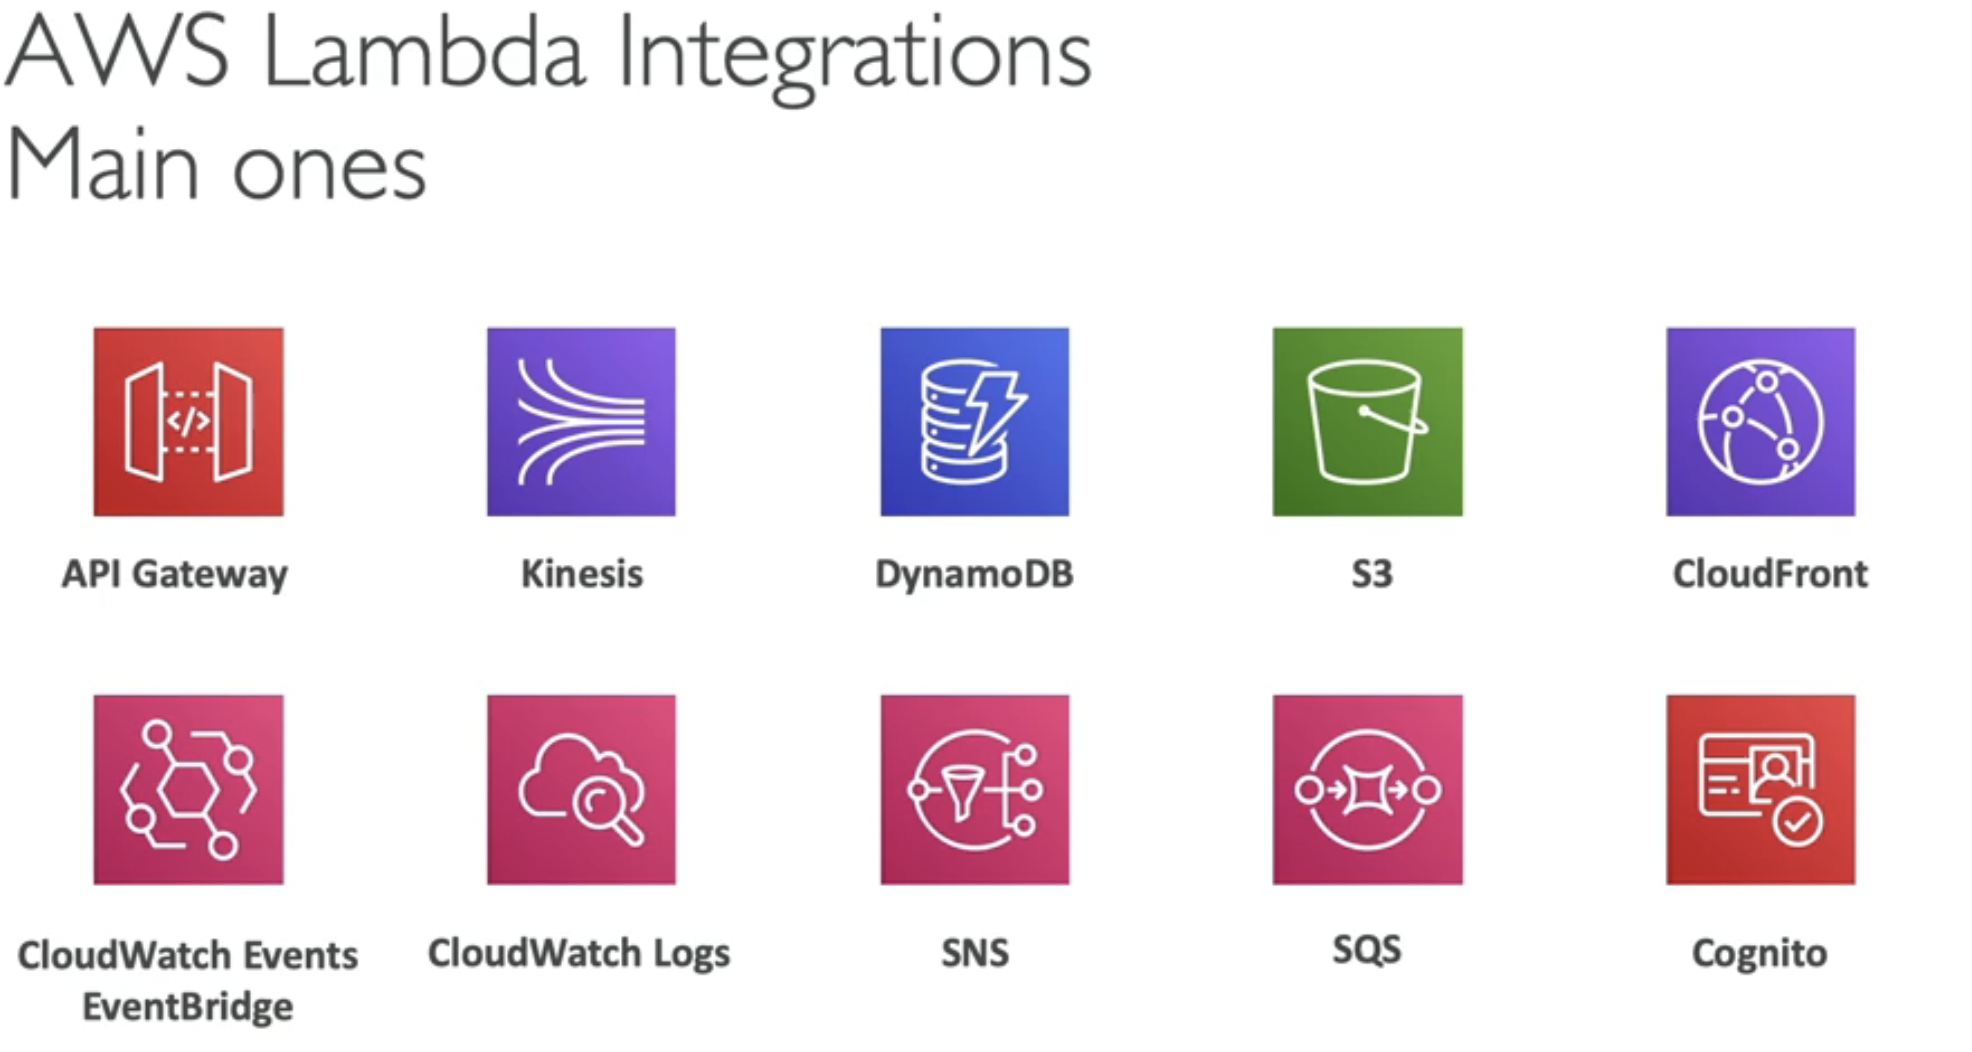 AWS Lambda Integrations
Main ones
</>
API Gateway
Kinesis
DynamoDB
S3
CloudFront
CloudWatch Events
EventBridge
CloudWatch Logs
SNS
SQS
Cognito